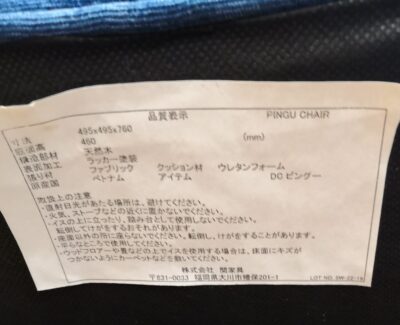 品質表示 PINGU CHAIR
寸法 495x495x760 (mm)
座面高 460
構造部材 天然木
表面加工 ラッカー塗装 クッション材 ウレタンフォーム
張り材 ファブリック アイテム DC ピングー
原産国 ベトナム
取扱上の注意
・直射日光があたる場所は、避けてください。
・火気、ストーブなどの近くに置かないでください。
・イスの上に立ったり、踏み台として使用しないでください。
転倒してけがをするおそれがあります。
・座面以外の所に座らないでください。転倒し、けがをすることがあります。
・平らなところで使用してください。
・ウッドフロアーや畳などの上でイスを使用する場合は、床面にキズが
つかないようにカーペットなどを敷いてください。
株式会社 関家具
〒831-0033 福岡県大川市幡保201-1
LOT NO. SW-22-19